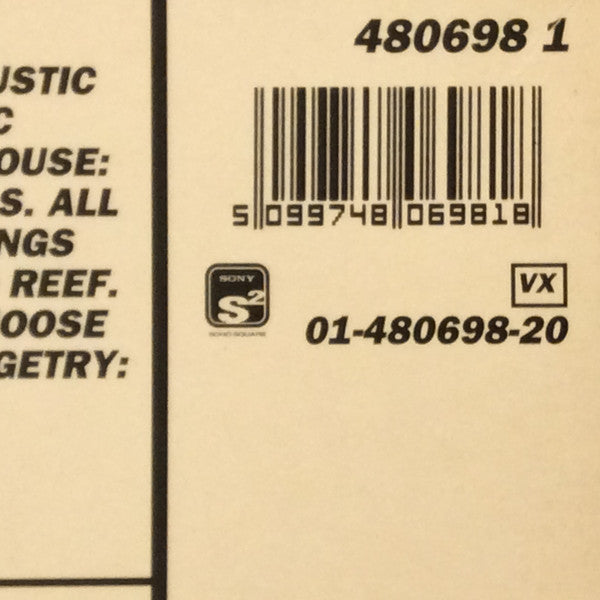 USTIC
C
OUSE:
S. ALL
NGS
REEF.
OOSE
GETRY:
480698 1
5 099748 069818
SONY
S2
SOHO SQUARE
VX
01-480698-20